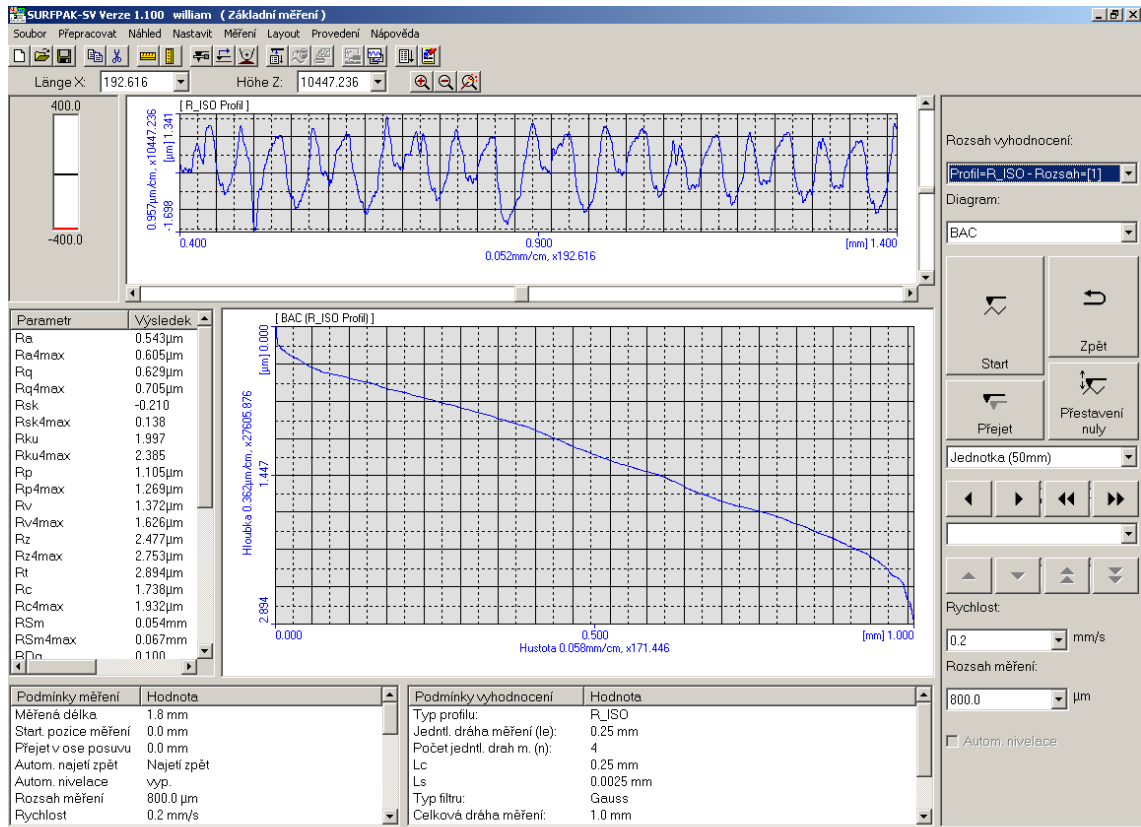 SURFPAK-SV Verze 1.100 william ( Základní měření )
Soubor Přepracovat Náhled Nastavit Měření Layout Provedení Nápověda
Länge X: 192.616 Höhe Z: 10447.236
400.0
-400.0
[ R_ISO Profil ]
0.957µm/cm, x10447.236
-1.698 [µm] 1.341
0.400 0.900 [mm] 1.400
0.052mm/cm, x192.616
Parametr Výsledek
Ra 0.543µm
Ra4max 0.605µm
Rq 0.629µm
Rq4max 0.705µm
Rsk -0.210
Rsk4max 0.138
Rku 1.997
Rku4max 2.385
Rp 1.105µm
Rp4max 1.269µm
Rv 1.372µm
Rv4max 1.626µm
Rz 2.477µm
Rz4max 2.753µm
Rt 2.894µm
Rc 1.738µm
Rc4max 1.932µm
RSm 0.054mm
RSm4max 0.067mm
RDq 0.100
[ BAC (R_ISO Profil) ]
Hloubka 0.362µm/cm, x27605.876
2.894 1.447 [µm] 0.000
0.000 0.500 [mm] 1.000
Hustota 0.058mm/cm, x171.446
Rozsah vyhodnocení:
Profil=R_ISO - Rozsah=[1]
Diagram:
BAC
Start
Zpět
Přejet
Přestavení
nuly
Jednotka (50mm)
Rychlost:
0.2 mm/s
Rozsah měření:
800.0 µm
Autom. nivelace
Podmínky měření Hodnota
Měřená délka 1.8 mm
Start. pozice měření 0.0 mm
Přejet v ose posuvu 0.0 mm
Autom. najetí zpět Najetí zpět
Autom. nivelace vyp.
Rozsah měření 800.0 µm
Rychlost 0.2 mm/s
Podmínky vyhodnocení Hodnota
Typ profilu: R_ISO
Jedntl. dráha měření (le): 0.25 mm
Počet jedntl. drah m. (n): 4
Lc 0.25 mm
Ls 0.0025 mm
Typ filtru: Gauss
Celková dráha měření: 1.0 mm